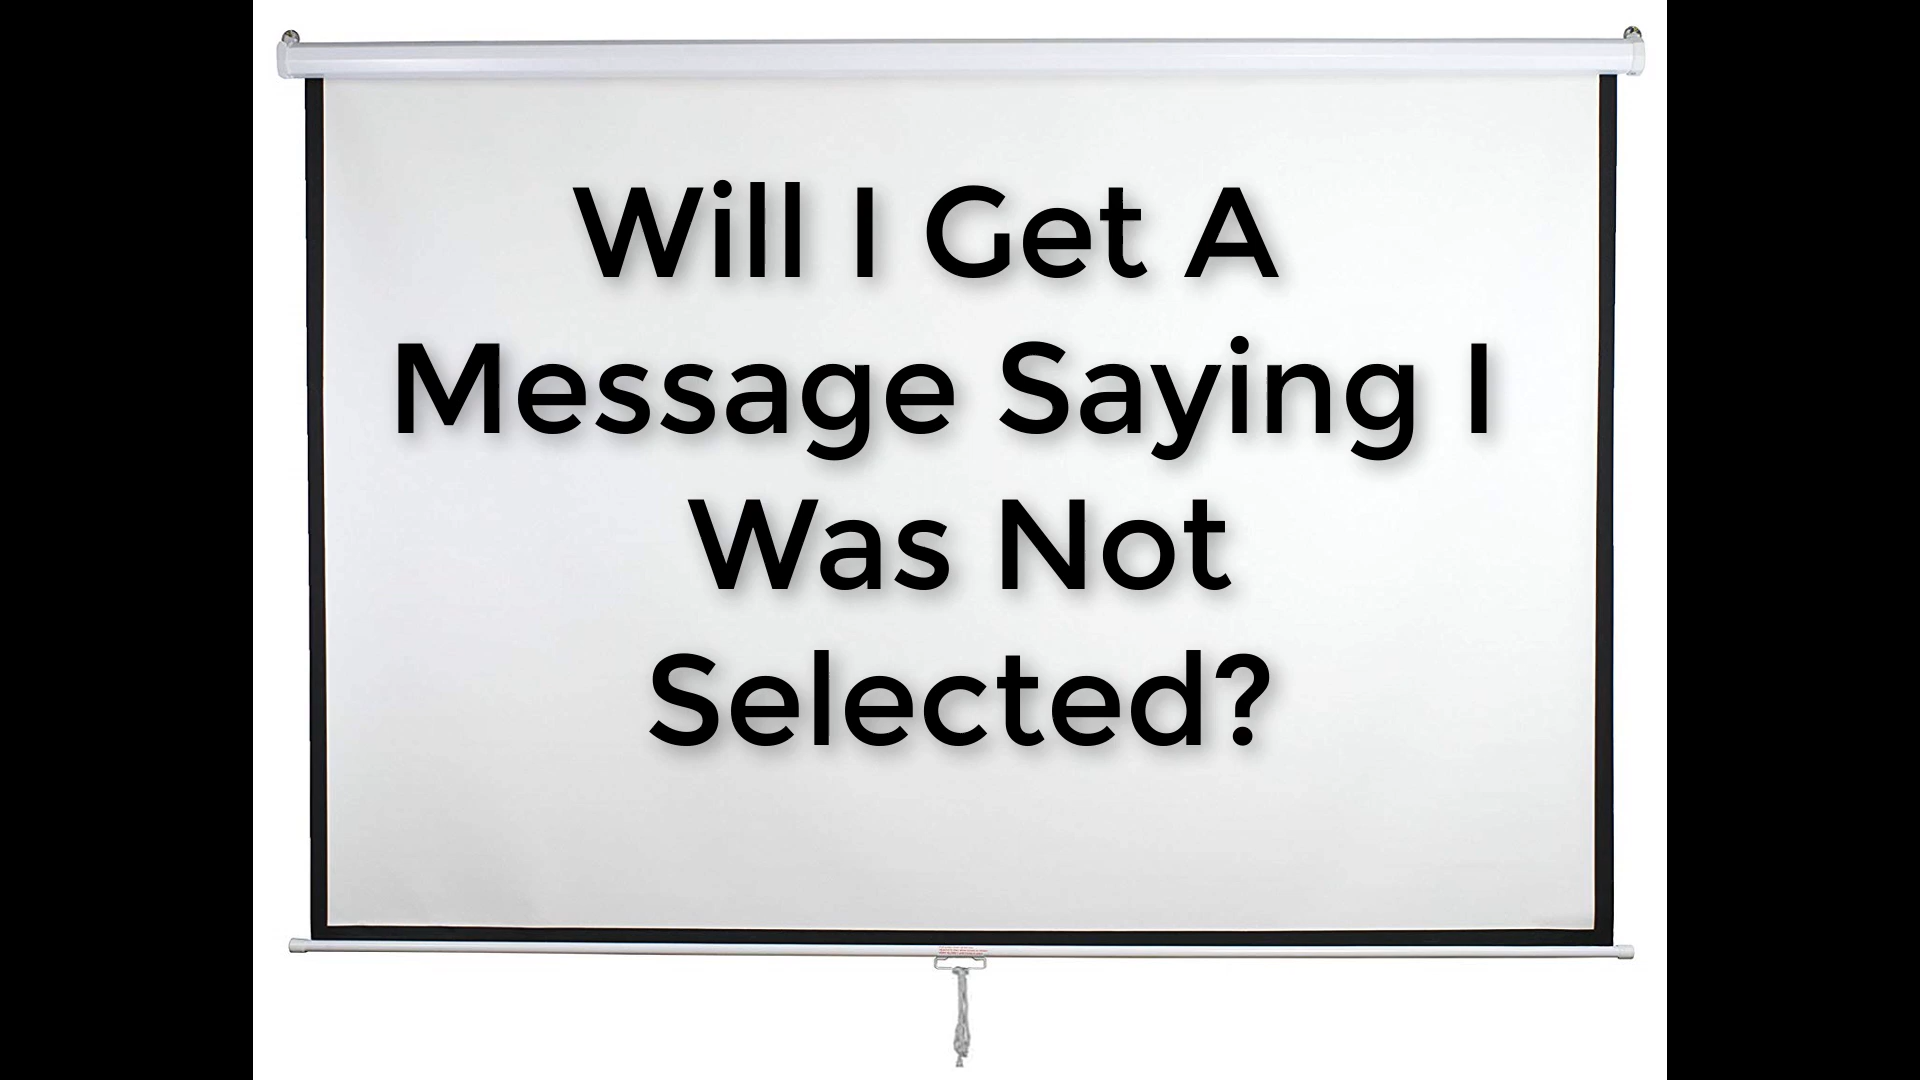 Will I Get A
Message Saying I
Was Not
Selected?